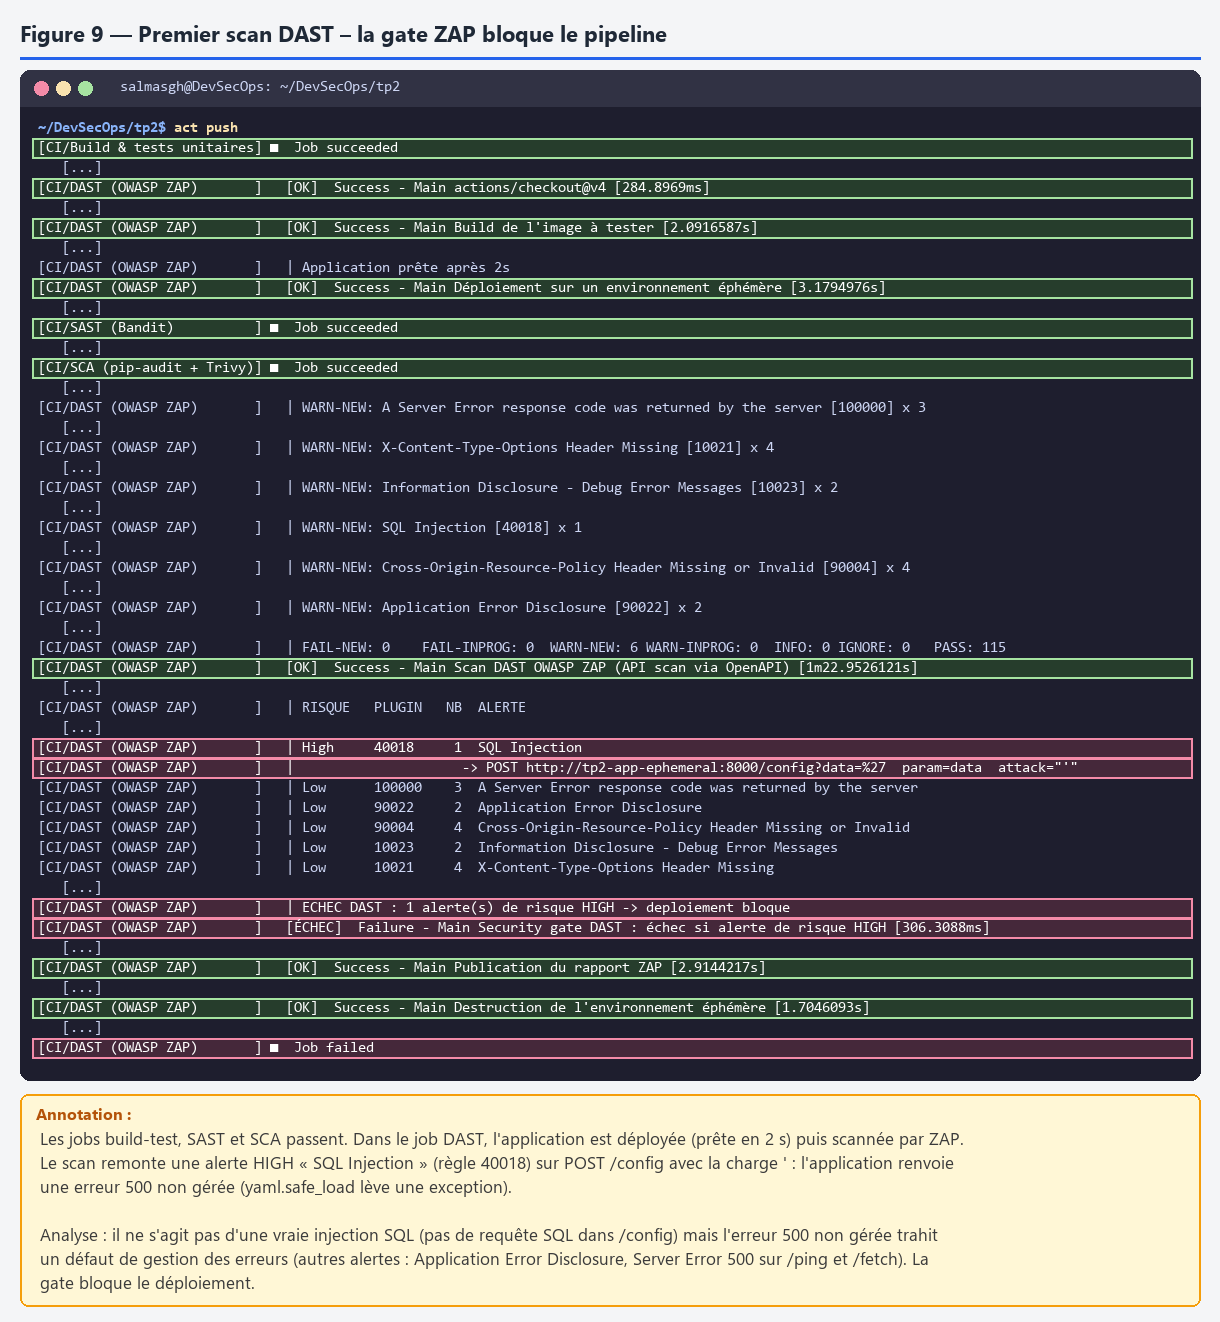 Figure 9 — Premier scan DAST – la gate ZAP bloque le pipeline
salmasgh@DevSecOps: ~/DevSecOps/tp2
~/DevSecOps/tp2$ act push
[CI/Build & tests unitaires] ■  Job succeeded
[...]
[CI/DAST (OWASP ZAP)       ]   [OK]  Success - Main actions/checkout@v4 [284.8969ms]
[...]
[CI/DAST (OWASP ZAP)       ]   [OK]  Success - Main Build de l'image à tester [2.0916587s]
[...]
[CI/DAST (OWASP ZAP)       ]   | Application prête après 2s
[CI/DAST (OWASP ZAP)       ]   [OK]  Success - Main Déploiement sur un environnement éphémère [3.1794976s]
[...]
[CI/SAST (Bandit)          ] ■  Job succeeded
[...]
[CI/SCA (pip-audit + Trivy)] ■  Job succeeded
[...]
[CI/DAST (OWASP ZAP)       ]   | WARN-NEW: A Server Error response code was returned by the server [100000] x 3
[...]
[CI/DAST (OWASP ZAP)       ]   | WARN-NEW: X-Content-Type-Options Header Missing [10021] x 4
[...]
[CI/DAST (OWASP ZAP)       ]   | WARN-NEW: Information Disclosure - Debug Error Messages [10023] x 2
[...]
[CI/DAST (OWASP ZAP)       ]   | WARN-NEW: SQL Injection [40018] x 1
[...]
[CI/DAST (OWASP ZAP)       ]   | WARN-NEW: Cross-Origin-Resource-Policy Header Missing or Invalid [90004] x 4
[...]
[CI/DAST (OWASP ZAP)       ]   | WARN-NEW: Application Error Disclosure [90022] x 2
[...]
[CI/DAST (OWASP ZAP)       ]   | FAIL-NEW: 0    FAIL-INPROG: 0  WARN-NEW: 6 WARN-INPROG: 0  INFO: 0 IGNORE: 0   PASS: 115
[CI/DAST (OWASP ZAP)       ]   [OK]  Success - Main Scan DAST OWASP ZAP (API scan via OpenAPI) [1m22.9526121s]
[...]
[CI/DAST (OWASP ZAP)       ]   | RISQUE   PLUGIN   NB  ALERTE
[...]
[CI/DAST (OWASP ZAP)       ]   | High     40018     1  SQL Injection
[CI/DAST (OWASP ZAP)       ]   |                     -> POST http://tp2-app-ephemeral:8000/config?data=%27  param=data  attack="'"
[CI/DAST (OWASP ZAP)       ]   | Low      100000    3  A Server Error response code was returned by the server
[CI/DAST (OWASP ZAP)       ]   | Low      90022     2  Application Error Disclosure
[CI/DAST (OWASP ZAP)       ]   | Low      90004     4  Cross-Origin-Resource-Policy Header Missing or Invalid
[CI/DAST (OWASP ZAP)       ]   | Low      10023     2  Information Disclosure - Debug Error Messages
[CI/DAST (OWASP ZAP)       ]   | Low      10021     4  X-Content-Type-Options Header Missing
[...]
[CI/DAST (OWASP ZAP)       ]   | ECHEC DAST : 1 alerte(s) de risque HIGH -> deploiement bloque
[CI/DAST (OWASP ZAP)       ]   [ÉCHEC]  Failure - Main Security gate DAST : échec si alerte de risque HIGH [306.3088ms]
[...]
[CI/DAST (OWASP ZAP)       ]   [OK]  Success - Main Publication du rapport ZAP [2.9144217s]
[...]
[CI/DAST (OWASP ZAP)       ]   [OK]  Success - Main Destruction de l'environnement éphémère [1.7046093s]
[...]
[CI/DAST (OWASP ZAP)       ] ■  Job failed
Annotation :
Les jobs build-test, SAST et SCA passent. Dans le job DAST, l'application est déployée (prête en 2 s) puis scannée par ZAP.
Le scan remonte une alerte HIGH « SQL Injection » (règle 40018) sur POST /config avec la charge ' : l'application renvoie
une erreur 500 non gérée (yaml.safe_load lève une exception).
Analyse : il ne s'agit pas d'une vraie injection SQL (pas de requête SQL dans /config) mais l'erreur 500 non gérée trahit
un défaut de gestion des erreurs (autres alertes : Application Error Disclosure, Server Error 500 sur /ping et /fetch). La
gate bloque le déploiement.